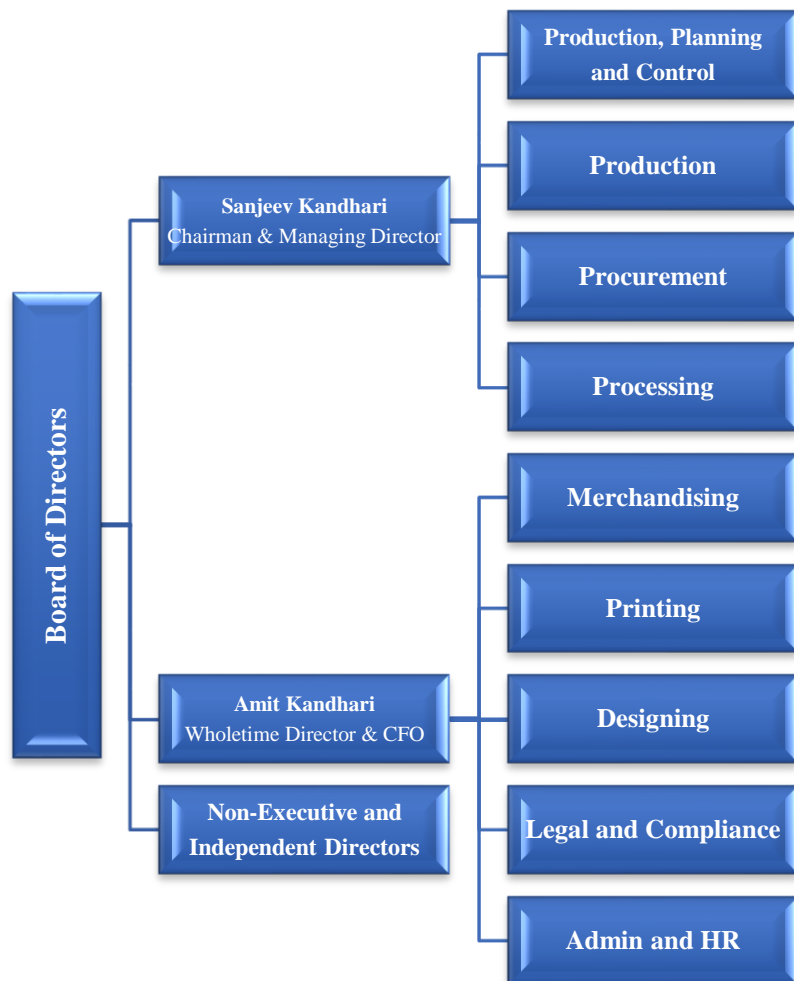 Board of Directors
Sanjeev Kandhari
Chairman & Managing Director
Production, Planning
and Control
Production
Procurement
Processing
Amit Kandhari
Wholetime Director & CFO
Merchandising
Printing
Designing
Legal and Compliance
Admin and HR
Non-Executive and
Independent Directors